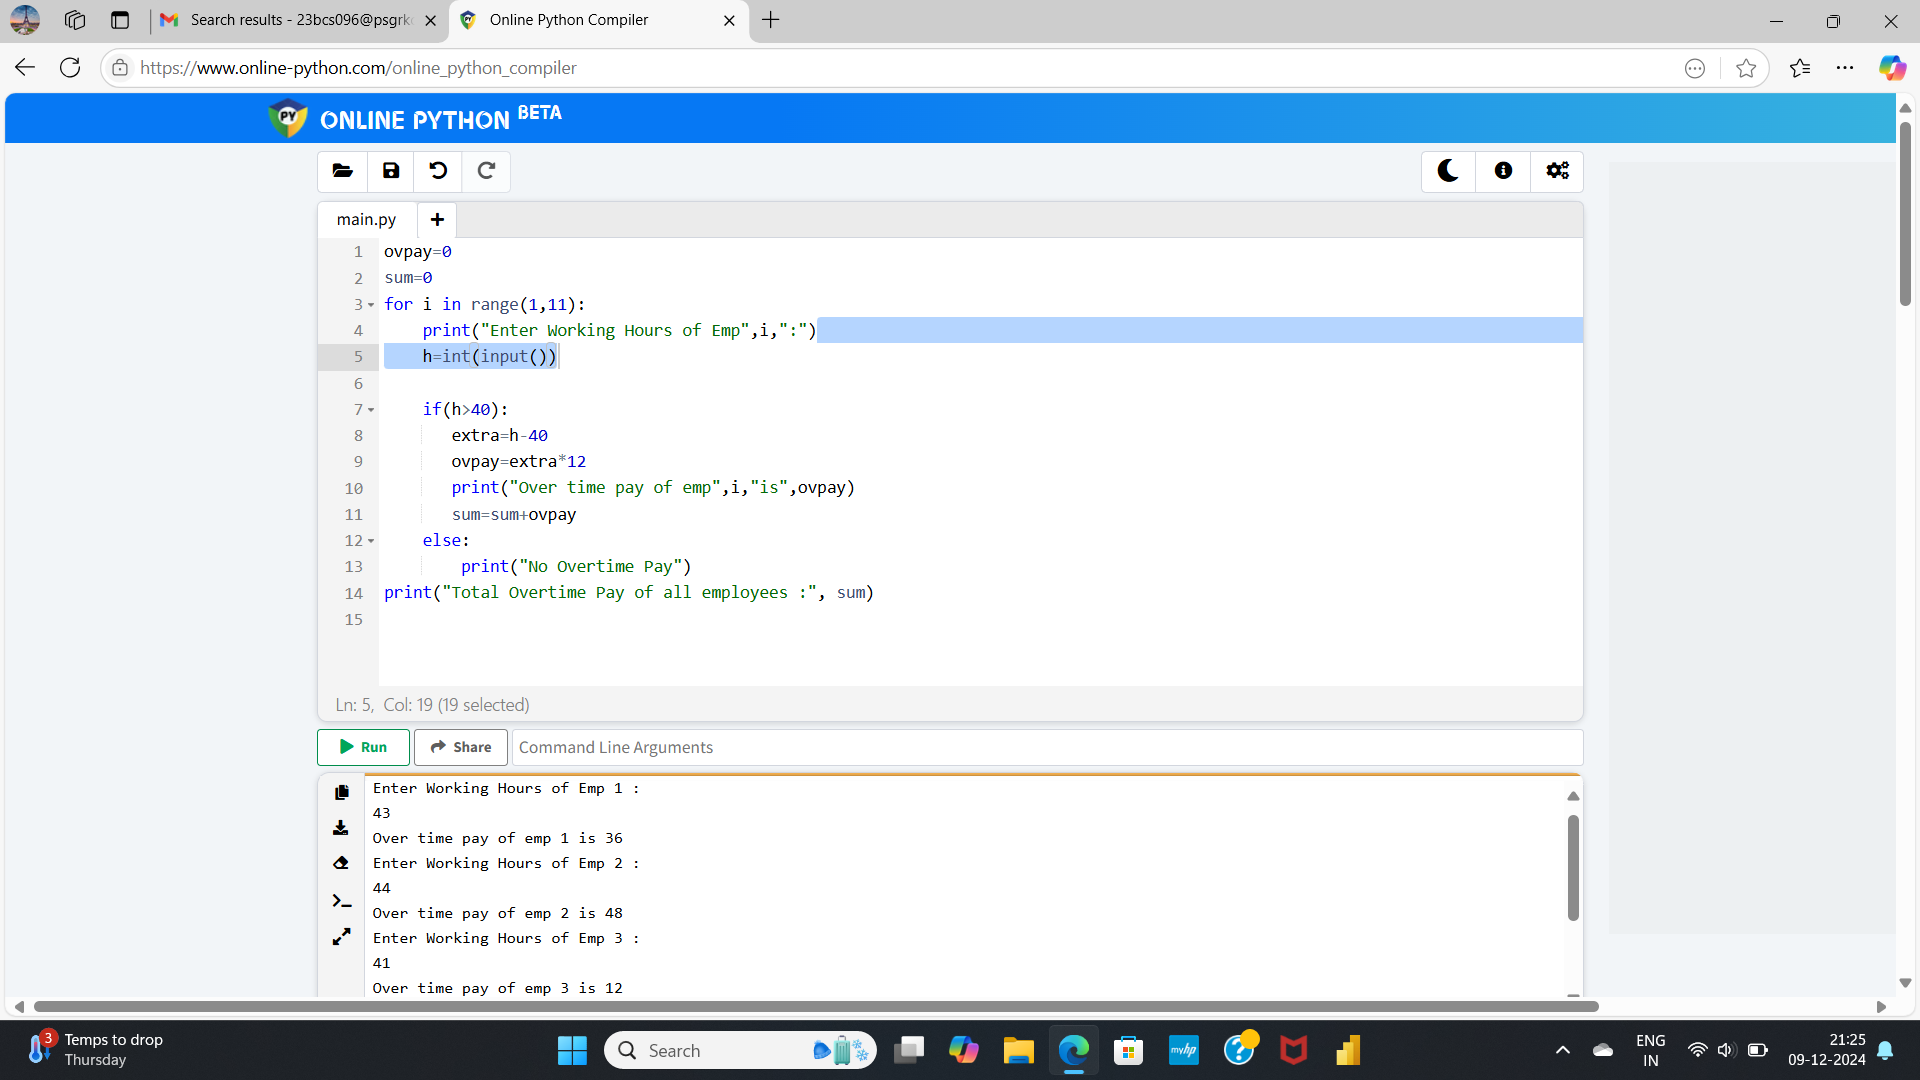 Search results - 23bcs096@psgrk
Online Python Compiler
https://www.online-python.com/online_python_compiler
PY ONLINE PYTHON BETA
main.py +
1 ovpay=0
2 sum=0
3 for i in range(1,11):
4     print("Enter Working Hours of Emp",i,":")
5     h=int(input())
6
7     if(h>40):
8        extra=h-40
9        ovpay=extra*12
10        print("Over time pay of emp",i,"is",ovpay)
11        sum=sum+ovpay
12     else:
13         print("No Overtime Pay")
14 print("Total Overtime Pay of all employees :", sum)
15
Ln: 5, Col: 19 (19 selected)
Run Share Command Line Arguments
Enter Working Hours of Emp 1 :
43
Over time pay of emp 1 is 36
Enter Working Hours of Emp 2 :
44
Over time pay of emp 2 is 48
Enter Working Hours of Emp 3 :
41
Over time pay of emp 3 is 12
3 Temps to drop
Thursday
Search
myhp
ENG
IN
21:25
09-12-2024